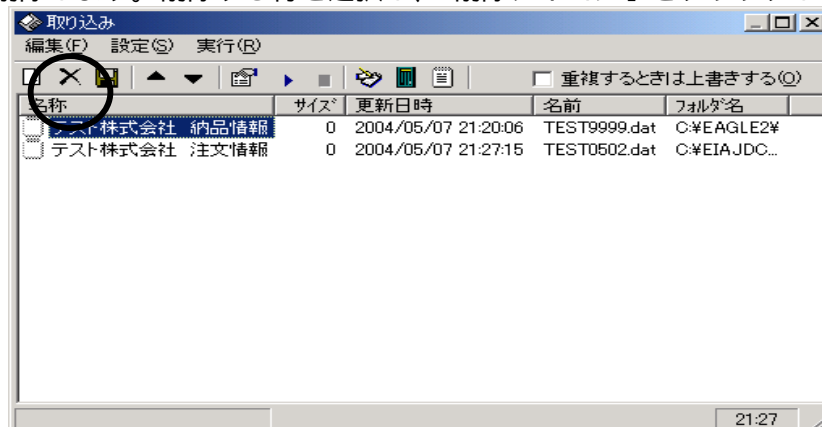 取り込み
編集(F) 設定(S) 実行(R)
重複するときは上書きする(O)
名称 サイズ 更新日時 名前 フォルダ名
テスト株式会社 納品情報 0 2004/05/07 21:20:06 TEST9999.dat C:¥EAGLE2¥
テスト株式会社 注文情報 0 2004/05/07 21:27:15 TEST0502.dat C:¥EIAJDC...
21:27